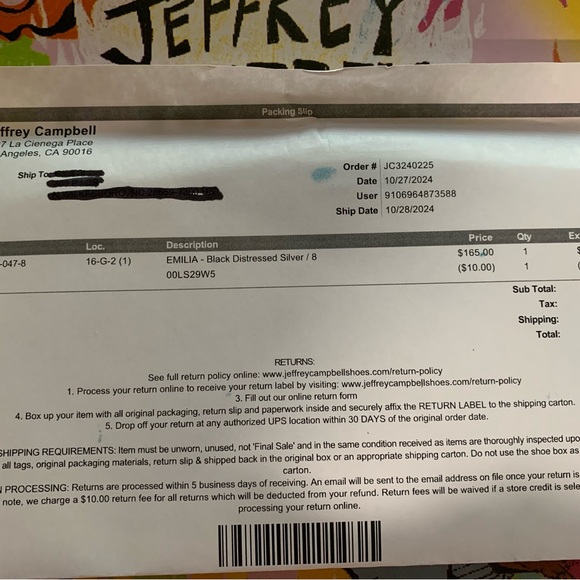 JEFFREY
Packing Slip
ffrey Campbell
7 La Cienega Place
Angeles, CA 90016
Ship To
Order # JC3240225
Date 10/27/2024
User 9106964873588
Ship Date 10/28/2024
Loc. Description Price Qty Ex
-047-8 16-G-2 (1) EMILIA - Black Distressed Silver / 8 $165.00 1 $
00LS29W5 ($10.00) 1 (
Sub Total:
Tax:
Shipping:
Total:
RETURNS:
See full return policy online: www.jeffreycampbellshoes.com/return-policy
1. Process your return online to receive your return label by visiting: www.jeffreycampbellshoes.com/return-policy
3. Fill out our online return form
4. Box up your item with all original packaging, return slip and paperwork inside and securely affix the RETURN LABEL to the shipping carton.
5. Drop off your return at any authorized UPS location within 30 DAYS of the original order date.
SHIPPING REQUIREMENTS: Item must be unworn, unused, not 'Final Sale' and in the same condition received as items are thoroughly inspected upo
all tags, original packaging materials, return slip & shipped back in the original box or an appropriate shipping carton. Do not use the shoe box as
carton.
N PROCESSING: Returns are processed within 5 business days of receiving. An email will be sent to the email address on file once your return is
note, we charge a $10.00 return fee for all returns which will be deducted from your refund. Return fees will be waived if a store credit is sele
processing your return online.